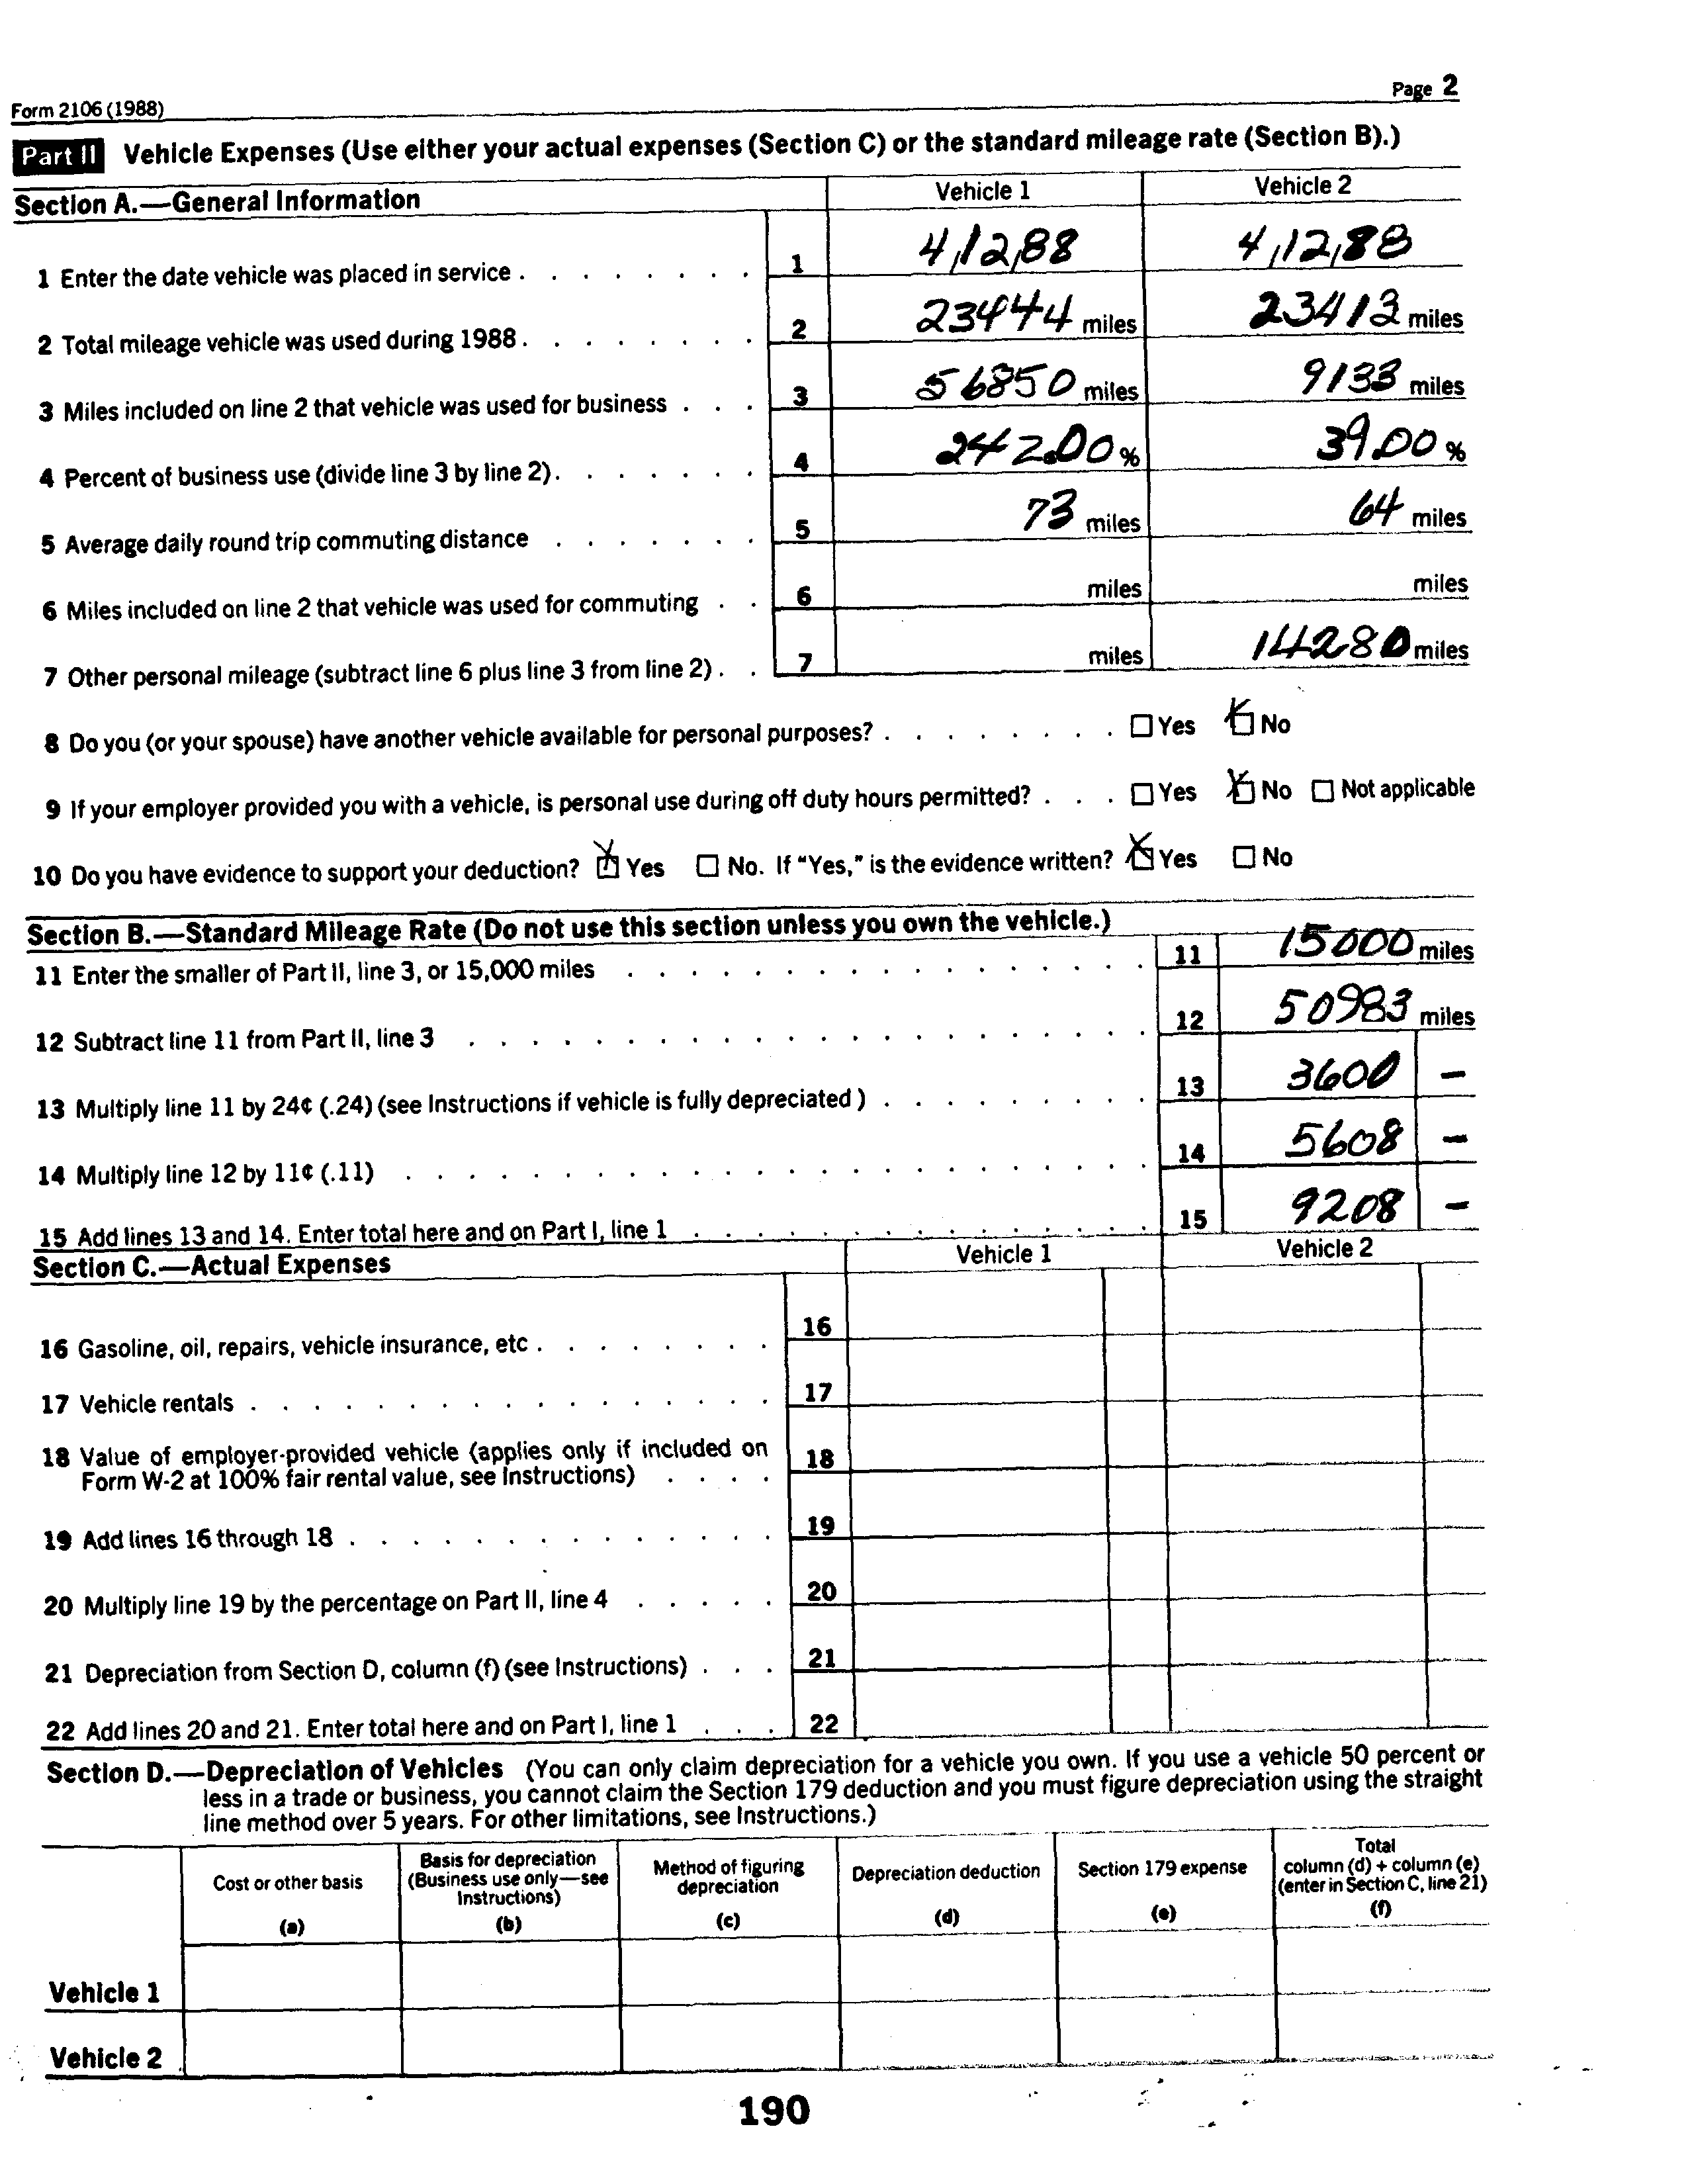 Form 2106 (1988) Page 2
Part II Vehicle Expenses (Use either your actual expenses (Section C) or the standard mileage rate (Section B).)
Section A.—General Information Vehicle 1 Vehicle 2
1 Enter the date vehicle was placed in service . . . . . . . . 1 4,12,88 4,12,88
2 Total mileage vehicle was used during 1988 . . . . . . . . 2 23444 miles 23413 miles
3 Miles included on line 2 that vehicle was used for business . . . 3 56850 miles 9133 miles
4 Percent of business use (divide line 3 by line 2) . . . . . . . 4 242.00 % 39.00 %
5 Average daily round trip commuting distance . . . . . . . 5 73 miles 64 miles
6 Miles included on line 2 that vehicle was used for commuting . . 6 miles miles
7 Other personal mileage (subtract line 6 plus line 3 from line 2) . . 7 miles 14280 miles
8 Do you (or your spouse) have another vehicle available for personal purposes? . . . . . . . . ☐ Yes ☒ No
9 If your employer provided you with a vehicle, is personal use during off duty hours permitted? . . . ☐ Yes ☒ No ☐ Not applicable
10 Do you have evidence to support your deduction? ☒ Yes ☐ No. If "Yes," is the evidence written? ☒ Yes ☐ No
Section B.—Standard Mileage Rate (Do not use this section unless you own the vehicle.)
11 Enter the smaller of Part II, line 3, or 15,000 miles . . . . . . . . . . . . . . . . . 11 15000 miles
12 Subtract line 11 from Part II, line 3 . . . . . . . . . . . . . . . . . . . . . . 12 50983 miles
13 Multiply line 11 by 24¢ (.24) (see Instructions if vehicle is fully depreciated ) . . . . . . . . . 13 3600 —
14 Multiply line 12 by 11¢ (.11) . . . . . . . . . . . . . . . . . . . . . . . . 14 5608 —
15 Add lines 13 and 14. Enter total here and on Part I, line 1 . . . . . . . . . . . . . . . 15 9208 —
Section C.—Actual Expenses Vehicle 1 Vehicle 2
16 Gasoline, oil, repairs, vehicle insurance, etc . . . . . . . . 16
17 Vehicle rentals . . . . . . . . . . . . . . . . . 17
18 Value of employer-provided vehicle (applies only if included on
Form W-2 at 100% fair rental value, see Instructions) . . . . 18
19 Add lines 16 through 18 . . . . . . . . . . . . . . 19
20 Multiply line 19 by the percentage on Part II, line 4 . . . . . 20
21 Depreciation from Section D, column (f) (see Instructions) . . . 21
22 Add lines 20 and 21. Enter total here and on Part I, line 1 . . . 22
Section D.—Depreciation of Vehicles (You can only claim depreciation for a vehicle you own. If you use a vehicle 50 percent or
less in a trade or business, you cannot claim the Section 179 deduction and you must figure depreciation using the straight
line method over 5 years. For other limitations, see Instructions.)
Cost or other basis
(a)
Basis for depreciation
(Business use only—see
Instructions)
(b)
Method of figuring
depreciation
(c)
Depreciation deduction
(d)
Section 179 expense
(e)
Total
column (d) + column (e)
(enter in Section C, line 21)
(f)
Vehicle 1
Vehicle 2
190